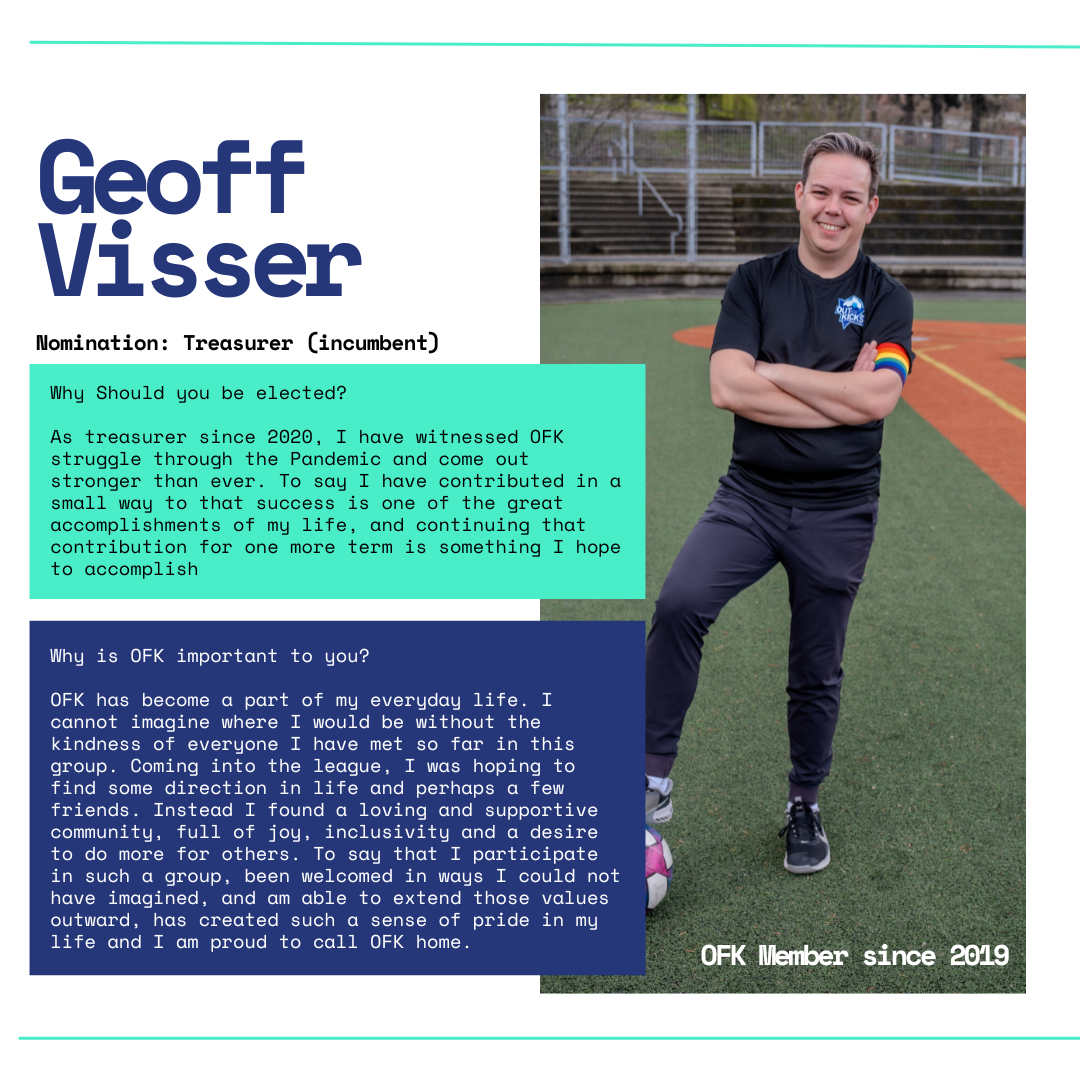 Geoff
Visser
Nomination: Treasurer (incumbent)
Why Should you be elected?
As treasurer since 2020, I have witnessed OFK
struggle through the Pandemic and come out
stronger than ever. To say I have contributed in a
small way to that success is one of the great
accomplishments of my life, and continuing that
contribution for one more term is something I hope
to accomplish
Why is OFK important to you?
OFK has become a part of my everyday life. I
cannot imagine where I would be without the
kindness of everyone I have met so far in this
group. Coming into the league, I was hoping to
find some direction in life and perhaps a few
friends. Instead I found a loving and supportive
community, full of joy, inclusivity and a desire
to do more for others. To say that I participate
in such a group, been welcomed in ways I could not
have imagined, and am able to extend those values
outward, has created such a sense of pride in my
life and I am proud to call OFK home.
OUT
KICKS
OFK Member since 2019